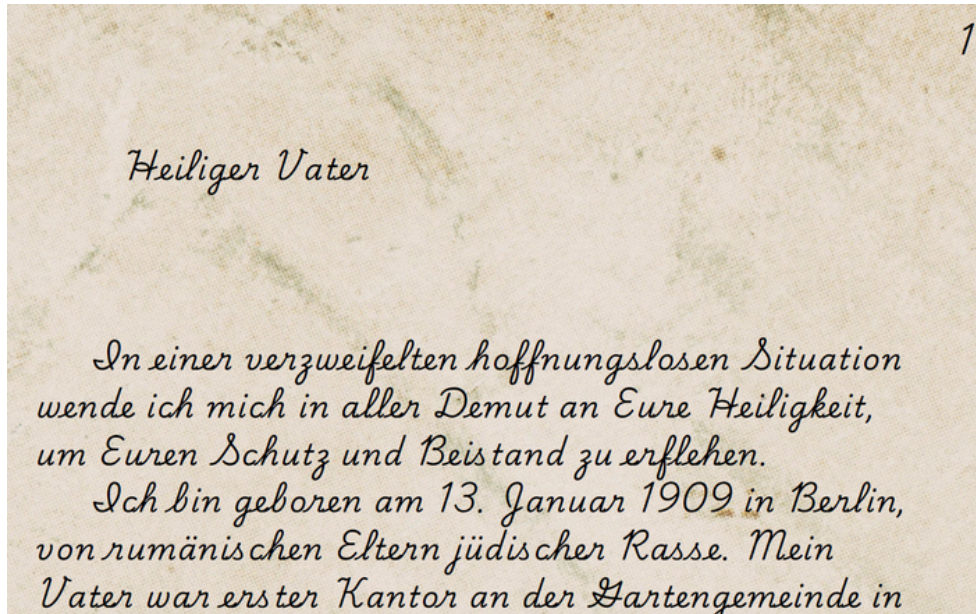 1
Heiliger Vater
In einer verzweifelten hoffnungslosen Situation
wende ich mich in aller Demut an Eure Heiligkeit,
um Euren Schutz und Beistand zu erflehen.
Ich bin geboren am 13. Januar 1909 in Berlin,
von rumänischen Eltern jüdischer Rasse. Mein
Vater war erster Kantor an der Gartengemeinde in